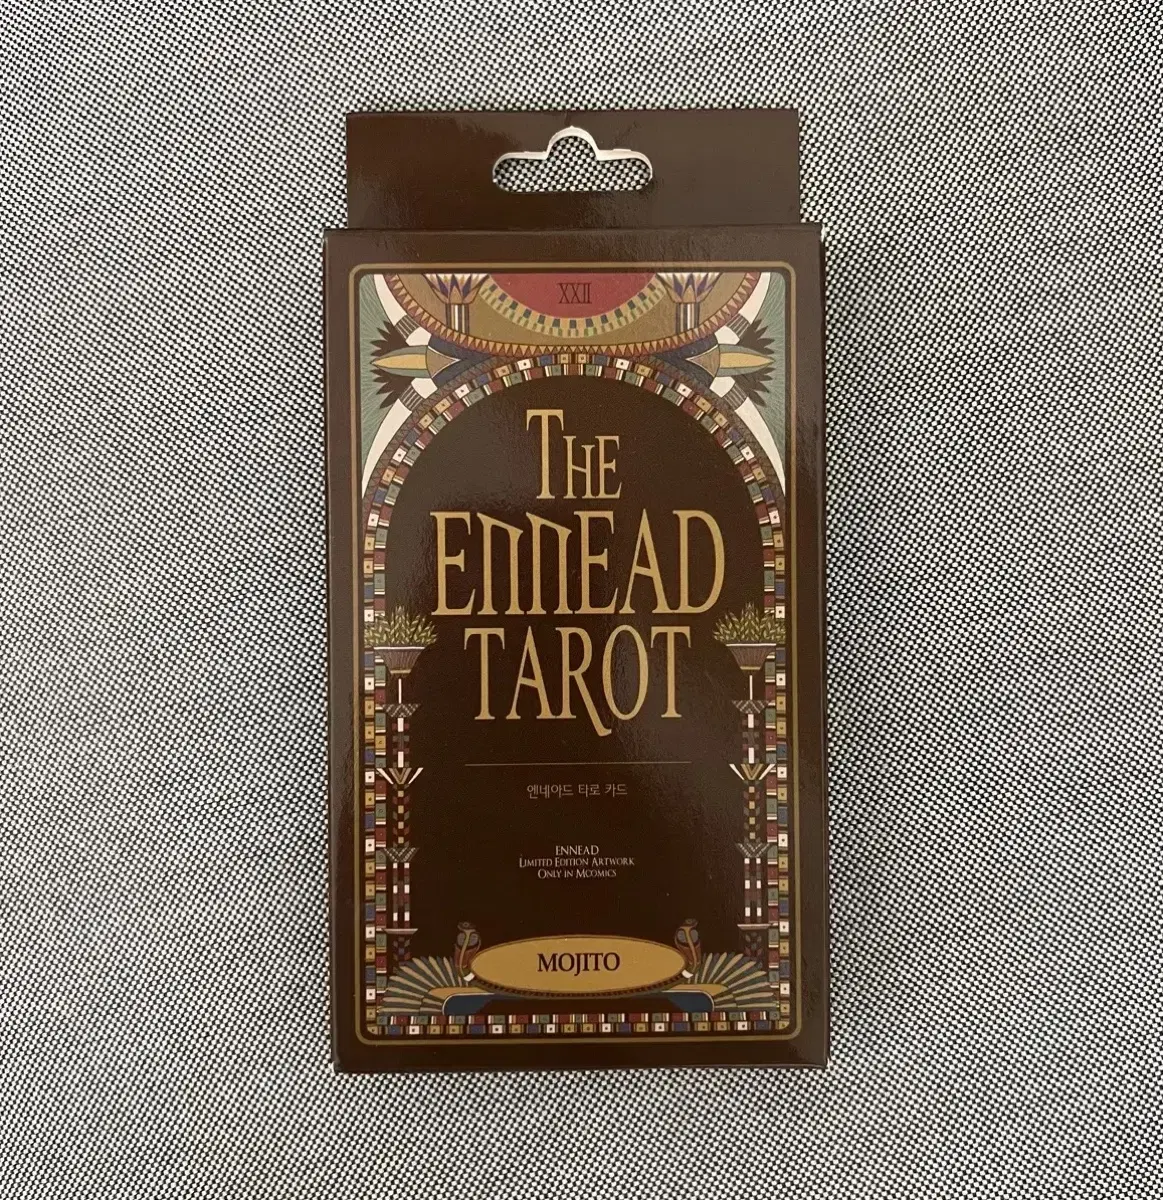 XXII
THE
ENNEAD
TAROT
엔네아드 타로 카드
ENNEAD
LIMITED EDITION ARTWORK
ONLY IN MCOMICS
MOJITO